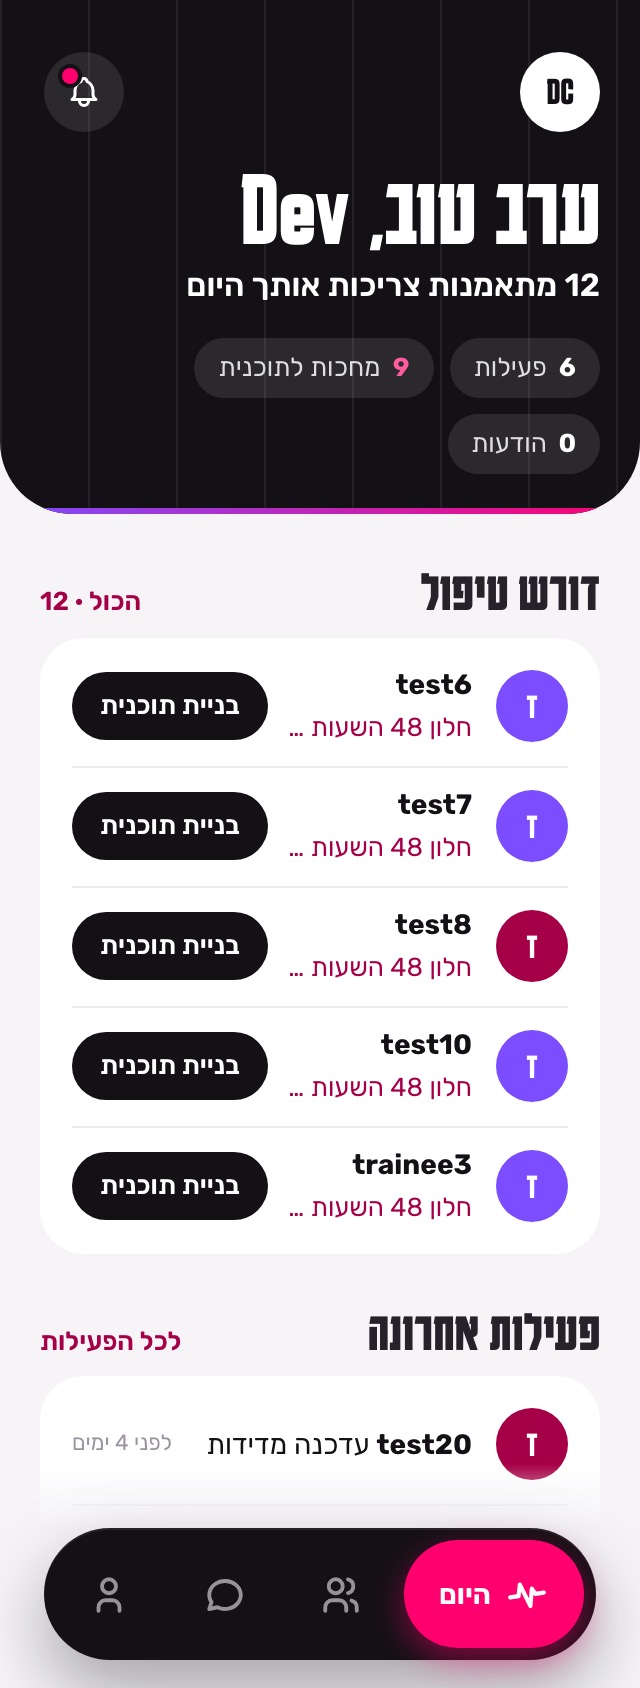 DC
ערב טוב, Dev
12 מתאמנות צריכות אותך היום
6 פעילות
9 מחכות לתוכנית
0 הודעות
דורש טיפול
הכול · 12
ז
test6
חלון 48 השעות ...
בניית תוכנית
ז
test7
חלון 48 השעות ...
בניית תוכנית
ז
test8
חלון 48 השעות ...
בניית תוכנית
ז
test10
חלון 48 השעות ...
בניית תוכנית
ז
trainee3
חלון 48 השעות ...
בניית תוכנית
פעילות אחרונה
לכל הפעילות
ז
test20 עדכנה מדידות
לפני 4 ימים
היום